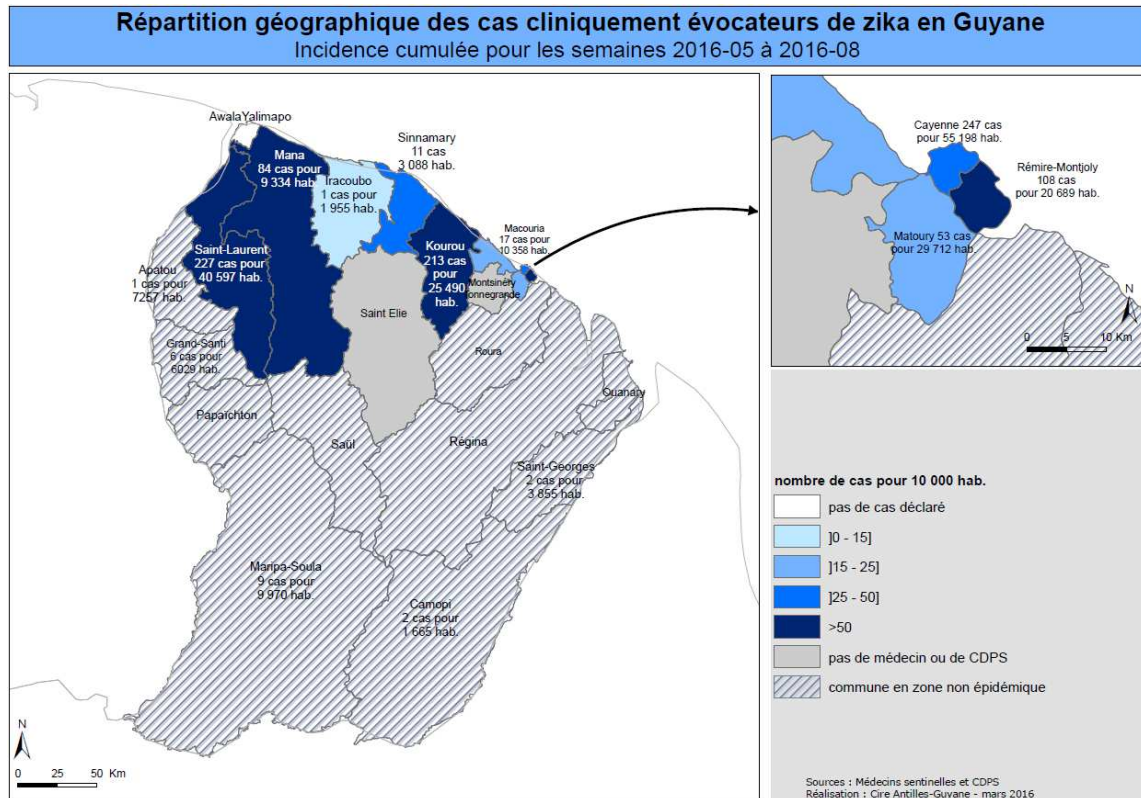 Répartition géographique des cas cliniquement évocateurs de zika en Guyane
Incidence cumulée pour les semaines 2016-05 à 2016-08
AwalaYalimapo
Mana
84 cas pour
9 334 hab.
Iracoubo
1 cas pour
1 955 hab.
Sinnamary
11 cas
3 088 hab.
Macouria
17 cas pour
10 358 hab.
Kourou
213 cas
pour
25 490
hab.
Saint-Laurent
227 cas pour
40 597 hab.
Apatou
1 cas pour
7257 hab.
Montsinéry
onnegrande
Saint Elie
Grand-Santi
6 cas pour
6029 hab.
Roura
Ouanary
Papaïchton
Saül
Régina
Saint-Georges
2 cas pour
3 855 hab.
Maripa-Soula
9 cas pour
9 970 hab.
Camopi
2 cas pour
1 665 hab.
N
0 25 50 Km
Cayenne 247 cas
pour 55 198 hab.
Rémire-Montjoly
108 cas
pour 20 689 hab.
Matoury 53 cas
pour 29 712 hab.
N
0 5 10 Km
nombre de cas pour 10 000 hab.
pas de cas déclaré
]0 - 15]
]15 - 25]
]25 - 50]
>50
pas de médecin ou de CDPS
commune en zone non épidémique
Sources : Médecins sentinelles et CDPS
Réalisation : Cire Antilles-Guyane - mars 2016